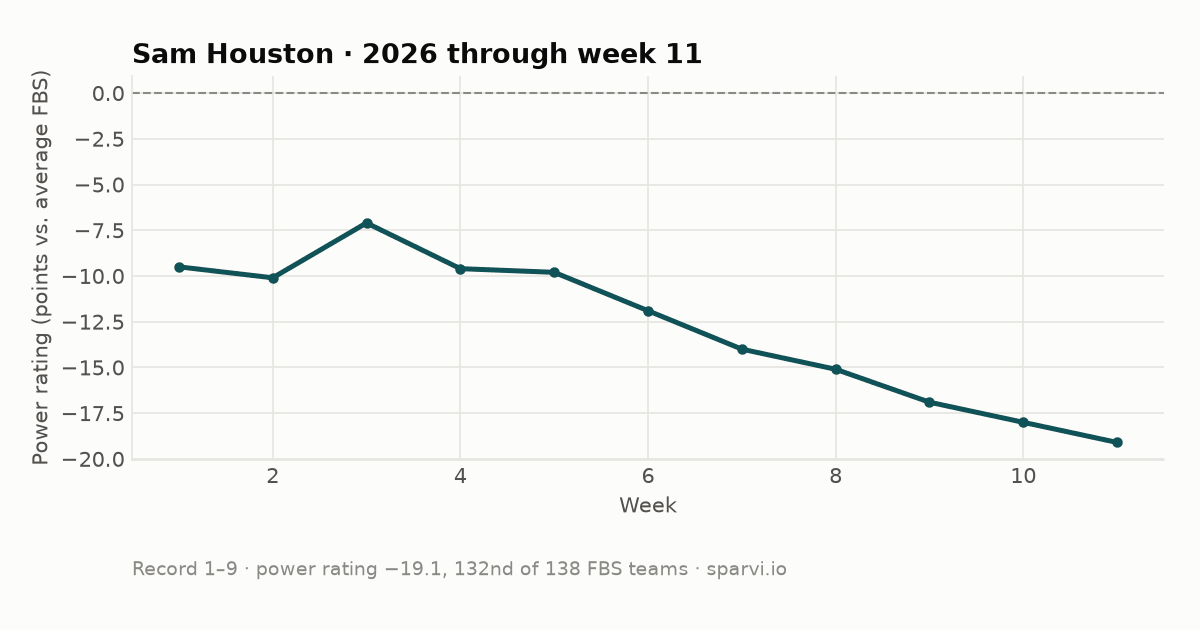 Sam Houston · 2026 through week 11
Power rating (points vs. average FBS)
0.0
−2.5
−5.0
−7.5
−10.0
−12.5
−15.0
−17.5
−20.0
2 4 6 8 10
Week
Record 1–9 · power rating −19.1, 132nd of 138 FBS teams · sparvi.io